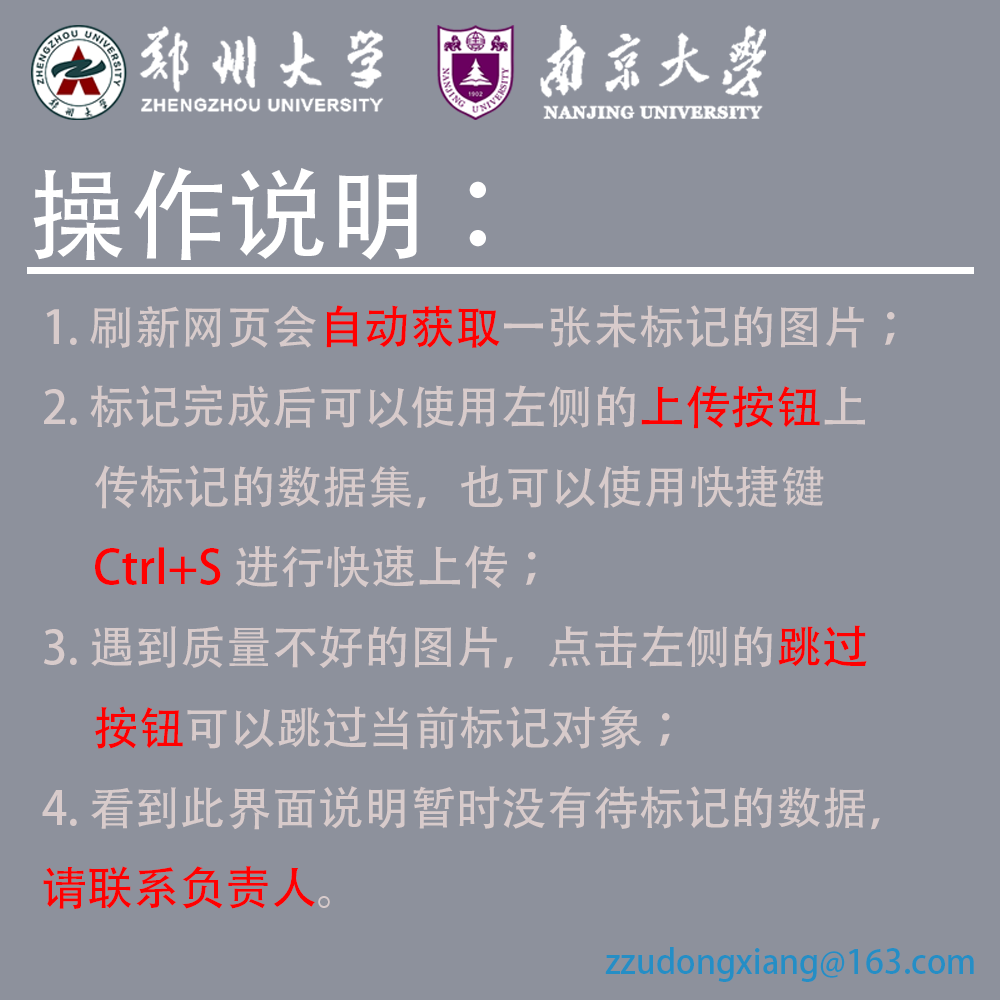 ZHENGZHOU UNIVERSITY
郑州大学
郑州大学
ZHENGZHOU UNIVERSITY
1902
NANJING UNIVERSITY
南京大學
NANJING UNIVERSITY
操作说明：
1. 刷新网页会自动获取一张未标记的图片；
2. 标记完成后可以使用左侧的上传按钮上
传标记的数据集，也可以使用快捷键
Ctrl+S 进行快速上传；
3. 遇到质量不好的图片，点击左侧的跳过
按钮可以跳过当前标记对象；
4. 看到此界面说明暂时没有待标记的数据，
请联系负责人。
zzudongxiang@163.com